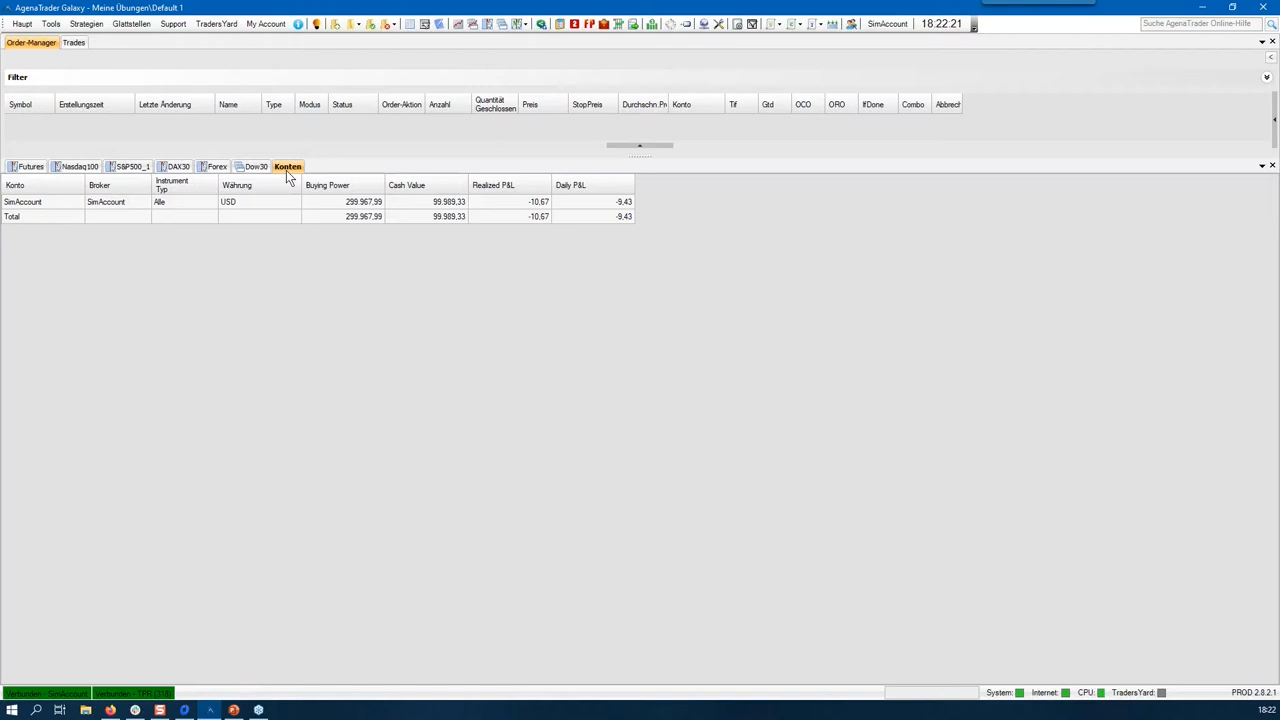 AgenaTrader Galaxy - Meine Übungen\Default 1
Haupt Tools Strategien Glattstellen Support TradersYard My Account SimAccount 18:22:21 Suche AgenaTrader Online-Hilfe
Order-Manager Trades
Filter
Symbol Erstellungszeit Letzte Änderung Name Type Modus Status Order-Aktion Anzahl Quantität Geschlossen Preis StopPreis Durchschn.Pr Konto Tif Gtd OCO ORO IfDone Combo Abbrech
Futures Nasdaq100 S&P500_1 DAX30 Forex Dow30 Konten
Konto Broker Instrument Typ Währung Buying Power Cash Value Realized P&L Daily P&L
SimAccount SimAccount Alle USD 299.967,99 99.989,33 -10,67 -9,43
Total 299.967,99 99.989,33 -10,67 -9,43
Verbunden - SimAccount Verbunden - TPR (318) System: Internet: CPU: TradersYard: PROD 2.8.2.1
18:22